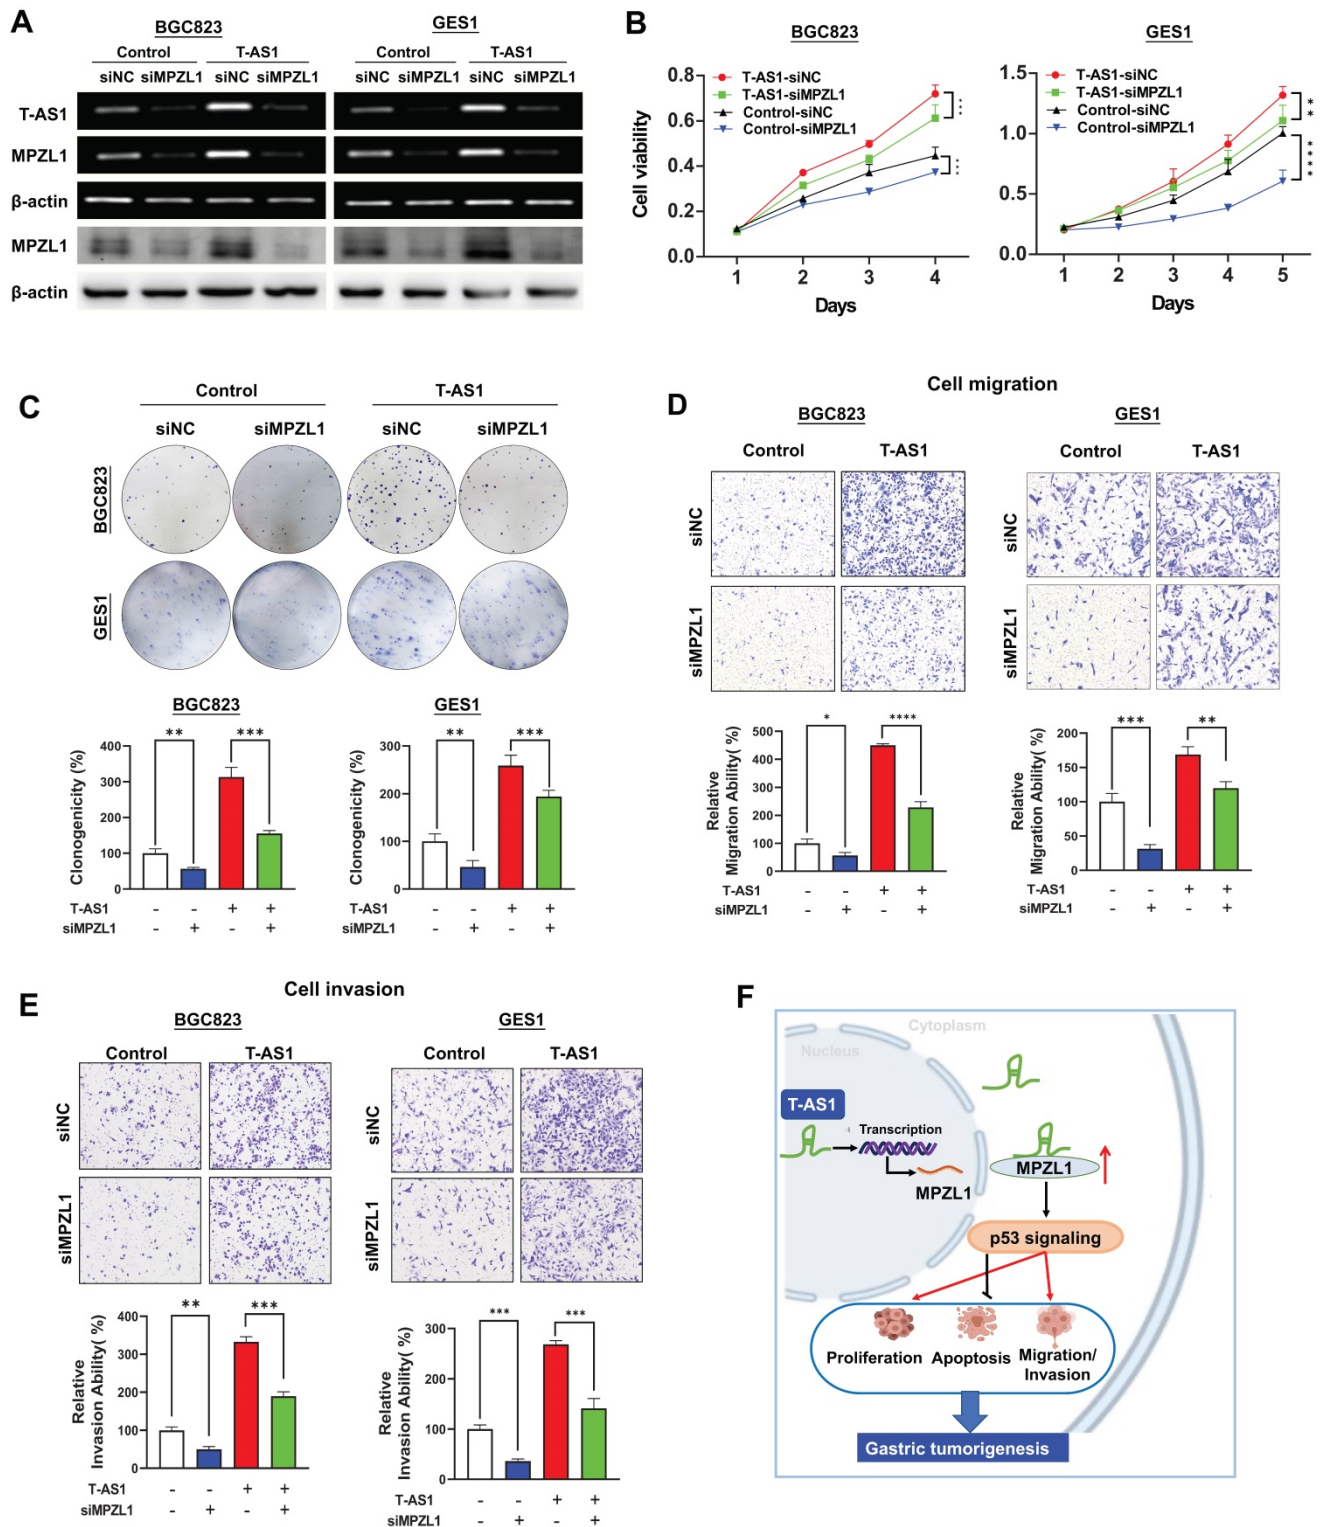 A
BGC823
GES1
Control
T-AS1
Control
T-AS1
siNC siMPZL1
siNC siMPZL1
siNC siMPZL1
siNC siMPZL1
T-AS1
MPZL1
β-actin
MPZL1
β-actin
B
BGC823
GES1
Cell viability
0.8
0.6
0.4
0.2
0.0
T-AS1-siNC
T-AS1-siMPZL1
Control-siNC
Control-siMPZL1
***
***
1 2 3 4
Days
1.5
1.0
0.5
0.0
T-AS1-siNC
T-AS1-siMPZL1
Control-siNC
Control-siMPZL1
**
****
1 2 3 4 5
Days
C
Control
T-AS1
siNC
siMPZL1
siNC
siMPZL1
BGC823
GES1
BGC823
Clonogenicity (%)
400
300
200
100
0
**
***
T-AS1 - - + +
siMPZL1 - + - +
GES1
Clonogenicity (%)
300
200
100
0
**
***
T-AS1 - - + +
siMPZL1 - + - +
Cell migration
D
BGC823
GES1
Control
T-AS1
Control
T-AS1
siNC
siMPZL1
siNC
siMPZL1
Relative
Migration Ability( %)
500
400
300
200
100
0
*
****
T-AS1 - - + +
siMPZL1 - + - +
Relative
Migration Ability( %)
200
150
100
50
0
***
**
T-AS1 - - + +
siMPZL1 - + - +
Cell invasion
E
BGC823
GES1
Control
T-AS1
Control
T-AS1
siNC
siMPZL1
siNC
siMPZL1
Relative
Invasion Ability( %)
400
300
200
100
0
**
***
T-AS1 - - + +
siMPZL1 - + - +
Relative
Invasion Ability( %)
300
200
100
0
***
***
T-AS1 - - + +
siMPZL1 - + - +
F
Cytoplasm
Nucleus
T-AS1
Transcription
MPZL1
MPZL1
p53 signaling
Proliferation
Apoptosis
Migration/
Invasion
Gastric tumorigenesis